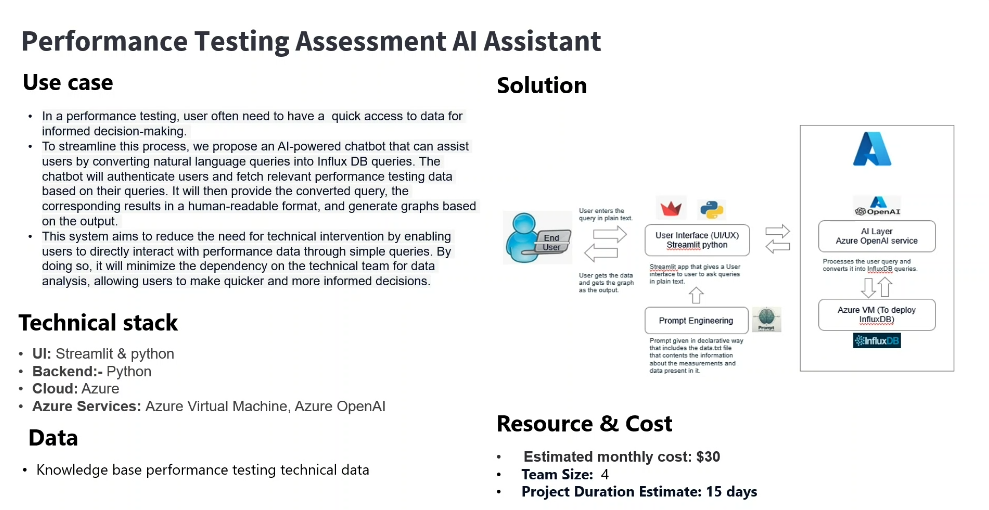 Performance Testing Assessment AI Assistant
Use case
• In a performance testing, user often need to have a quick access to data for
informed decision-making.
• To streamline this process, we propose an AI-powered chatbot that can assist
users by converting natural language queries into Influx DB queries. The
chatbot will authenticate users and fetch relevant performance testing data
based on their queries. It will then provide the converted query, the
corresponding results in a human-readable format, and generate graphs based
on the output.
• This system aims to reduce the need for technical intervention by enabling
users to directly interact with performance data through simple queries. By
doing so, it will minimize the dependency on the technical team for data
analysis, allowing users to make quicker and more informed decisions.
Technical stack
• UI: Streamlit & python
• Backend:- Python
• Cloud: Azure
• Azure Services: Azure Virtual Machine, Azure OpenAI
Data
• Knowledge base performance testing technical data
Solution
End
User
User enters the
query in plain text.
User gets the data
and gets the graph
as the output.
User Interface (UI/UX)
Streamlit python
Streamlit app that gives a User
interface to user to ask queries
in plain text.
Prompt Engineering
Prompt
Prompt given in declarative way
that includes the data.txt file
that contents the information
about the measurements and
data present in it.
OpenAI
AI Layer
Azure OpenAI service
Processes the user query and
converts it into InfluxDB queries.
Azure VM (To deploy
InfluxDB)
InfluxDB
Resource & Cost
• Estimated monthly cost: $30
• Team Size: 4
• Project Duration Estimate: 15 days